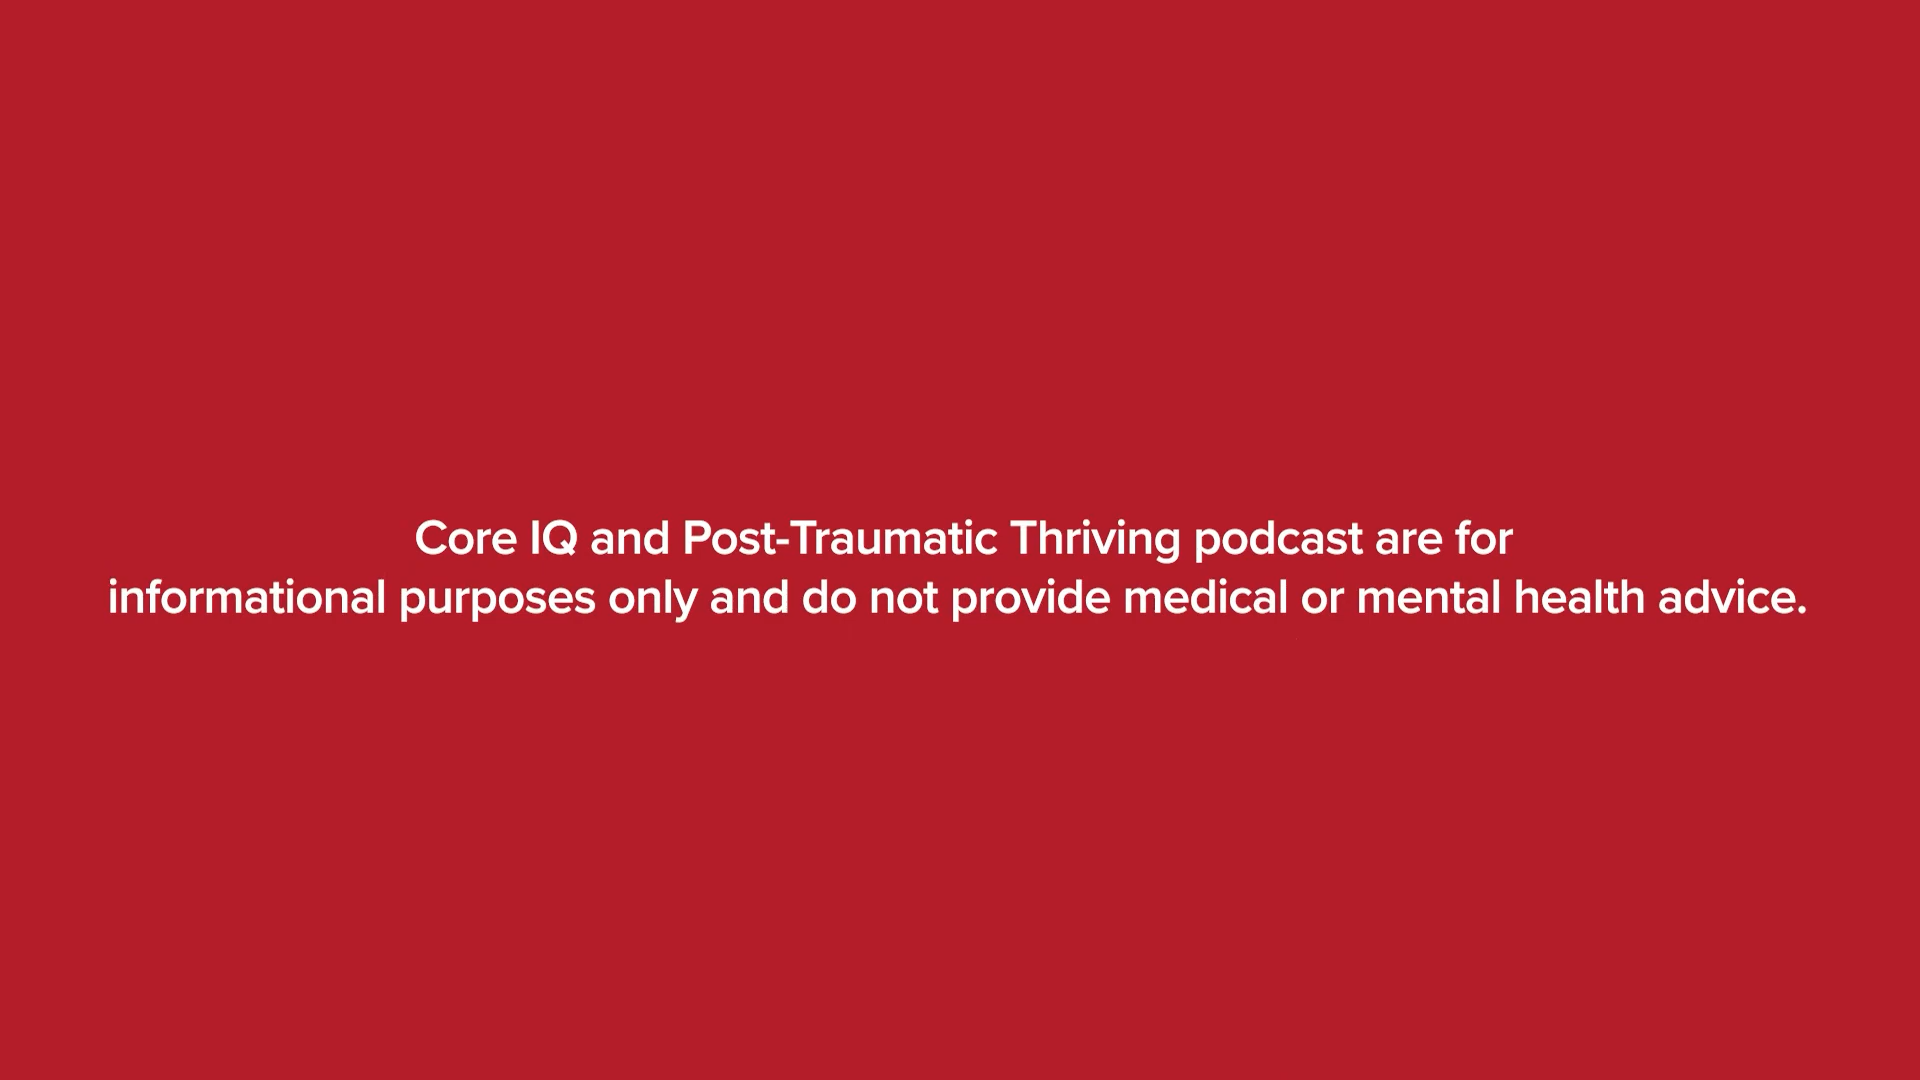 Core IQ and Post-Traumatic Thriving podcast are for
informational purposes only and do not provide medical or mental health advice.